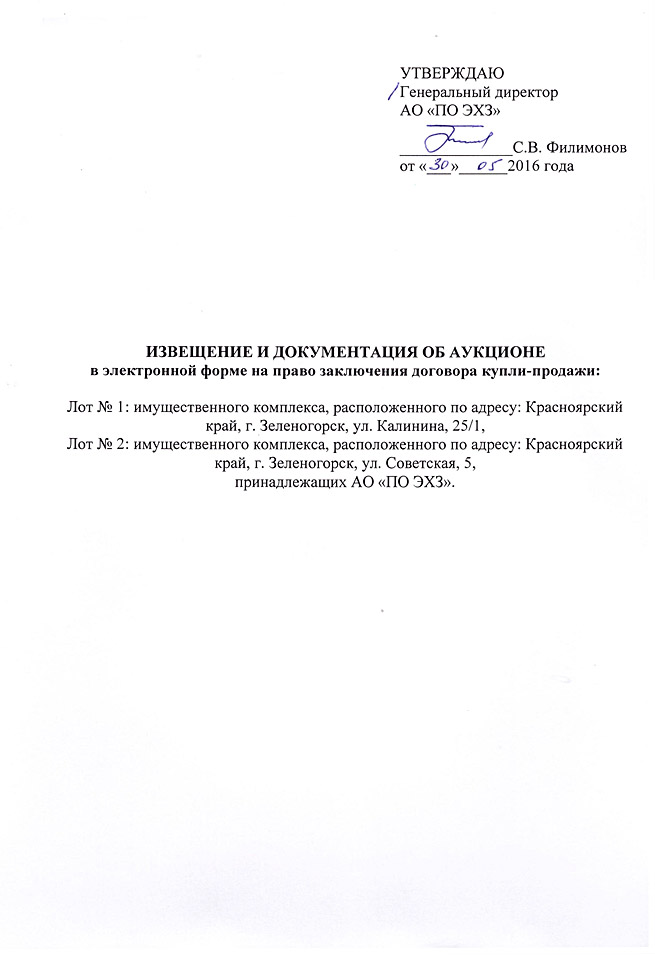 УТВЕРЖДАЮ
/Генеральный директор
АО «ПО ЭХЗ»
______________С.В. Филимонов
от «30»05 2016 года
ИЗВЕЩЕНИЕ И ДОКУМЕНТАЦИЯ ОБ АУКЦИОНЕ
в электронной форме на право заключения договора купли-продажи:
Лот № 1: имущественного комплекса, расположенного по адресу: Красноярский
край, г. Зеленогорск, ул. Калинина, 25/1,
Лот № 2: имущественного комплекса, расположенного по адресу: Красноярский
край, г. Зеленогорск, ул. Советская, 5,
принадлежащих АО «ПО ЭХЗ».